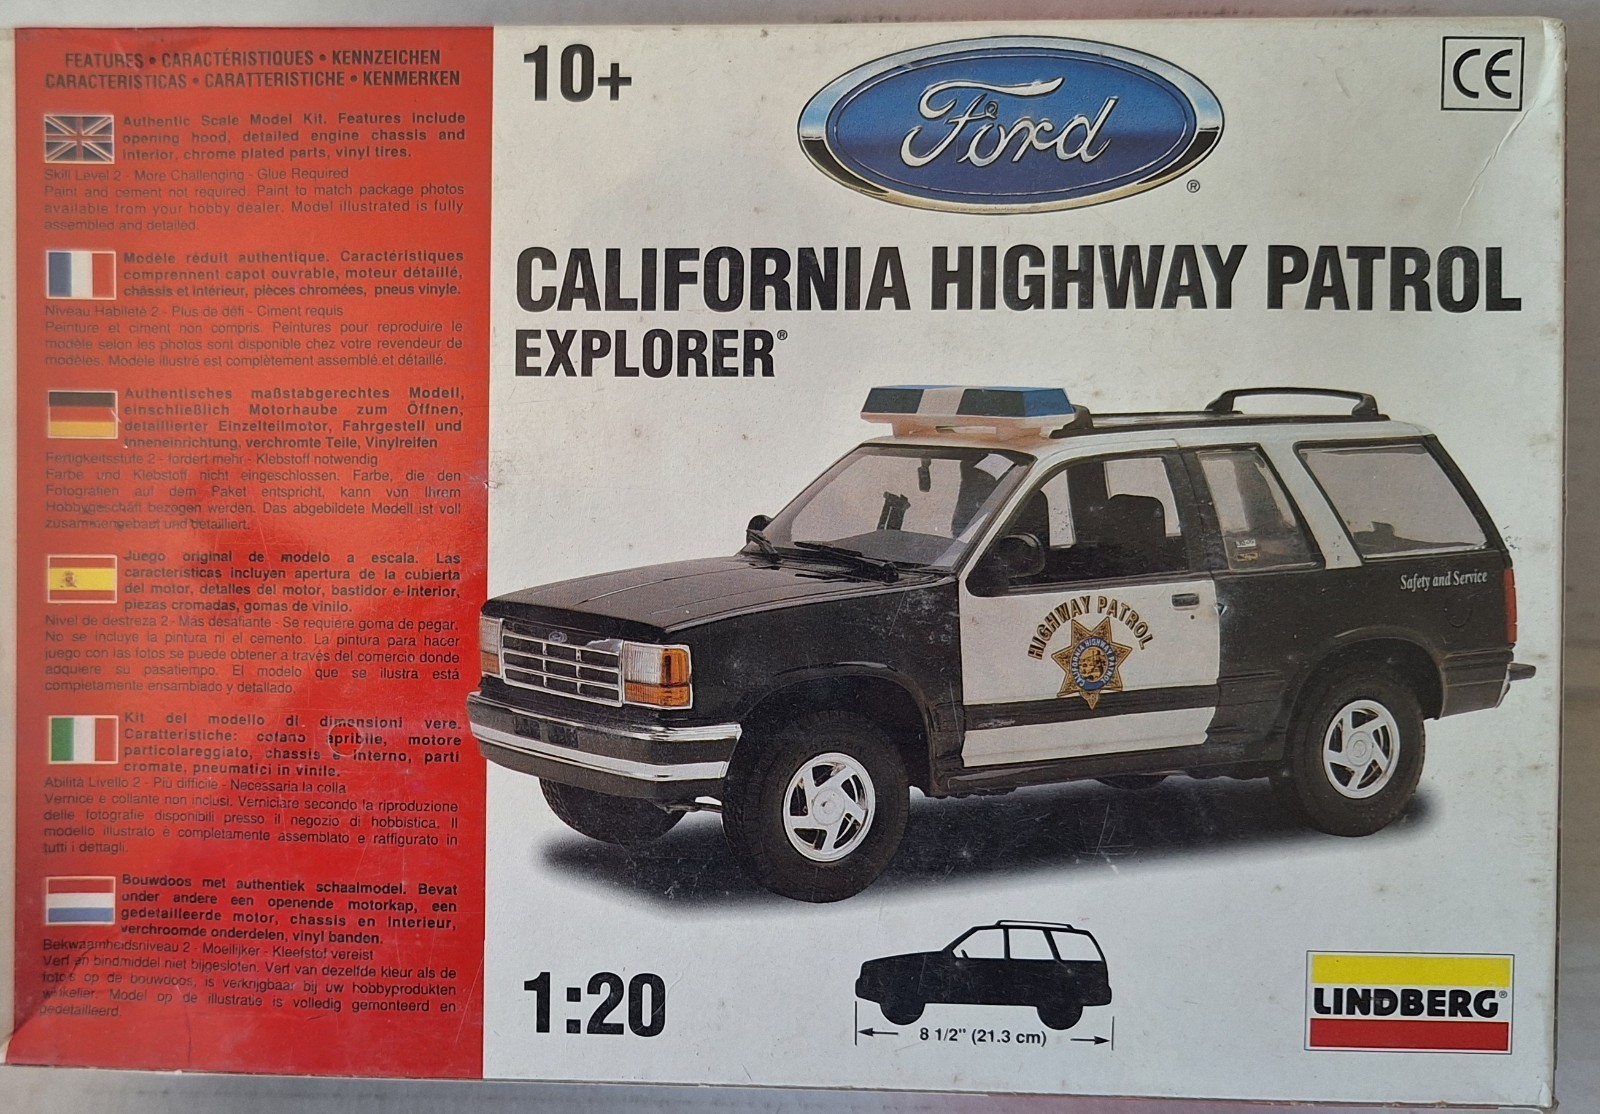 FEATURES • CARACTÉRISTIQUES • KENNZEICHEN
CARACTERISTICAS • CARATTERISTICHE • KENMERKEN
Authentic Scale Model Kit. Features include
opening hood, detailed engine chassis and
interior, chrome plated parts, vinyl tires.
Skill Level 2 - More Challenging - Glue Required
Paint and cement not required. Paint to match package photos
available from your hobby dealer. Model illustrated is fully
assembled and detailed.
Modèle réduit authentique. Caractéristiques
comprennent capot ouvrable, moteur détaillé,
châssis et intérieur, pièces chromées, pneus vinyle.
Niveau Habileté 2 - Plus de défi - Ciment requis
Peinture et ciment non compris. Peintures pour reproduire le
modèle selon les photos sont disponible chez votre revendeur de
modèles. Modèle illustré est complètement assemblé et détaillé.
Authentisches maßstabgerechtes Modell,
einschließlich Motorhaube zum Öffnen,
detaillierter Einzelteilmotor, Fahrgestell und
Inneneinrichtung, verchromte Teile, Vinylreifen
Fertigkeitsstufe 2 - fordert mehr - Klebstoff notwendig
Farbe und Klebstoff nicht eingeschlossen. Farbe, die den
Fotografien auf dem Paket entspricht, kann von Ihrem
Hobbygeschäft bezogen werden. Das abgebildete Modell ist voll
zusammengebaut und detailliert.
Juego original de modelo a escala. Las
características incluyen apertura de la cubierta
del motor, detalles del motor, bastidor e interior,
piezas cromadas, gomas de vinilo.
Nivel de destreza 2 - Más desafiante - Se requiere goma de pegar.
No se incluye la pintura ni el cemento. La pintura para hacer
juego con las fotos se puede obtener a través del comercio donde
adquiere su pasatiempo. El modelo que se ilustra está
completamente ensamblado y detallado.
Kit del modello di dimensioni vere.
Caratteristiche: cofano apribile, motore
particolareggiato, chassis e interno, parti
cromate, pneumatici in vinile.
Abilità Livello 2 - Più difficile - Necessaria la colla
Vernice e collante non inclusi. Verniciare secondo la riproduzione
delle fotografie disponibili presso il negozio di hobbistica. Il
modello illustrato è completamente assemblato e raffigurato in
tutti i dettagli.
Bouwdoos met authentiek schaalmodel. Bevat
onder andere een openende motorkap, een
gedetailleerde motor, chassis en interieur,
verchroomde onderdelen, vinyl banden.
Bekwaamheidsniveau 2 - Moeilijker - Kleefstof vereist
Verf en bindmiddel niet bijgesloten. Verf van dezelfde kleur als de
foto's op de bouwdoos, is verkrijgbaar bij uw hobbyprodukten
winkelier. Model op de illustratie is volledig gemonteerd en
gedetailleerd.
10+
Ford®
CE
CALIFORNIA HIGHWAY PATROL
EXPLORER®
Safety and Service
HIGHWAY PATROL
CALIFORNIA HIGHWAY PATROL
1:20
8 1/2" (21.3 cm)
LINDBERG®